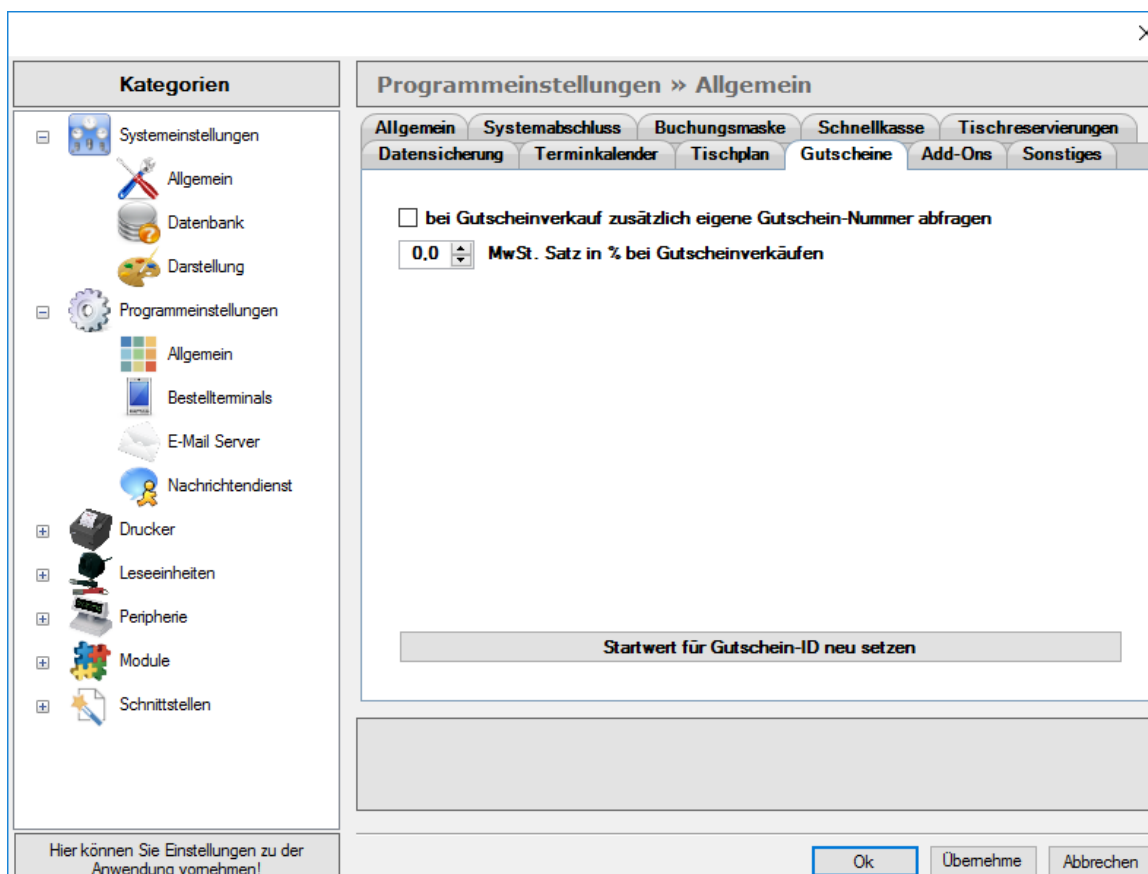 Kategorien
Systemeinstellungen
Allgemein
Datenbank
Darstellung
Programmeinstellungen
Allgemein
Bestellterminals
E-Mail Server
Nachrichtendienst
Drucker
Leseeinheiten
Peripherie
Module
Schnittstellen
Hier können Sie Einstellungen zu der
Anwendung vornehmen!
Programmeinstellungen » Allgemein
Allgemein Systemabschluss Buchungsmaske Schnellkasse Tischreservierungen
Datensicherung Terminkalender Tischplan Gutscheine Add-Ons Sonstiges
bei Gutscheinverkauf zusätzlich eigene Gutschein-Nummer abfragen
0,0 MwSt. Satz in % bei Gutscheinverkäufen
Startwert für Gutschein-ID neu setzen
Ok Übernehme Abbrechen